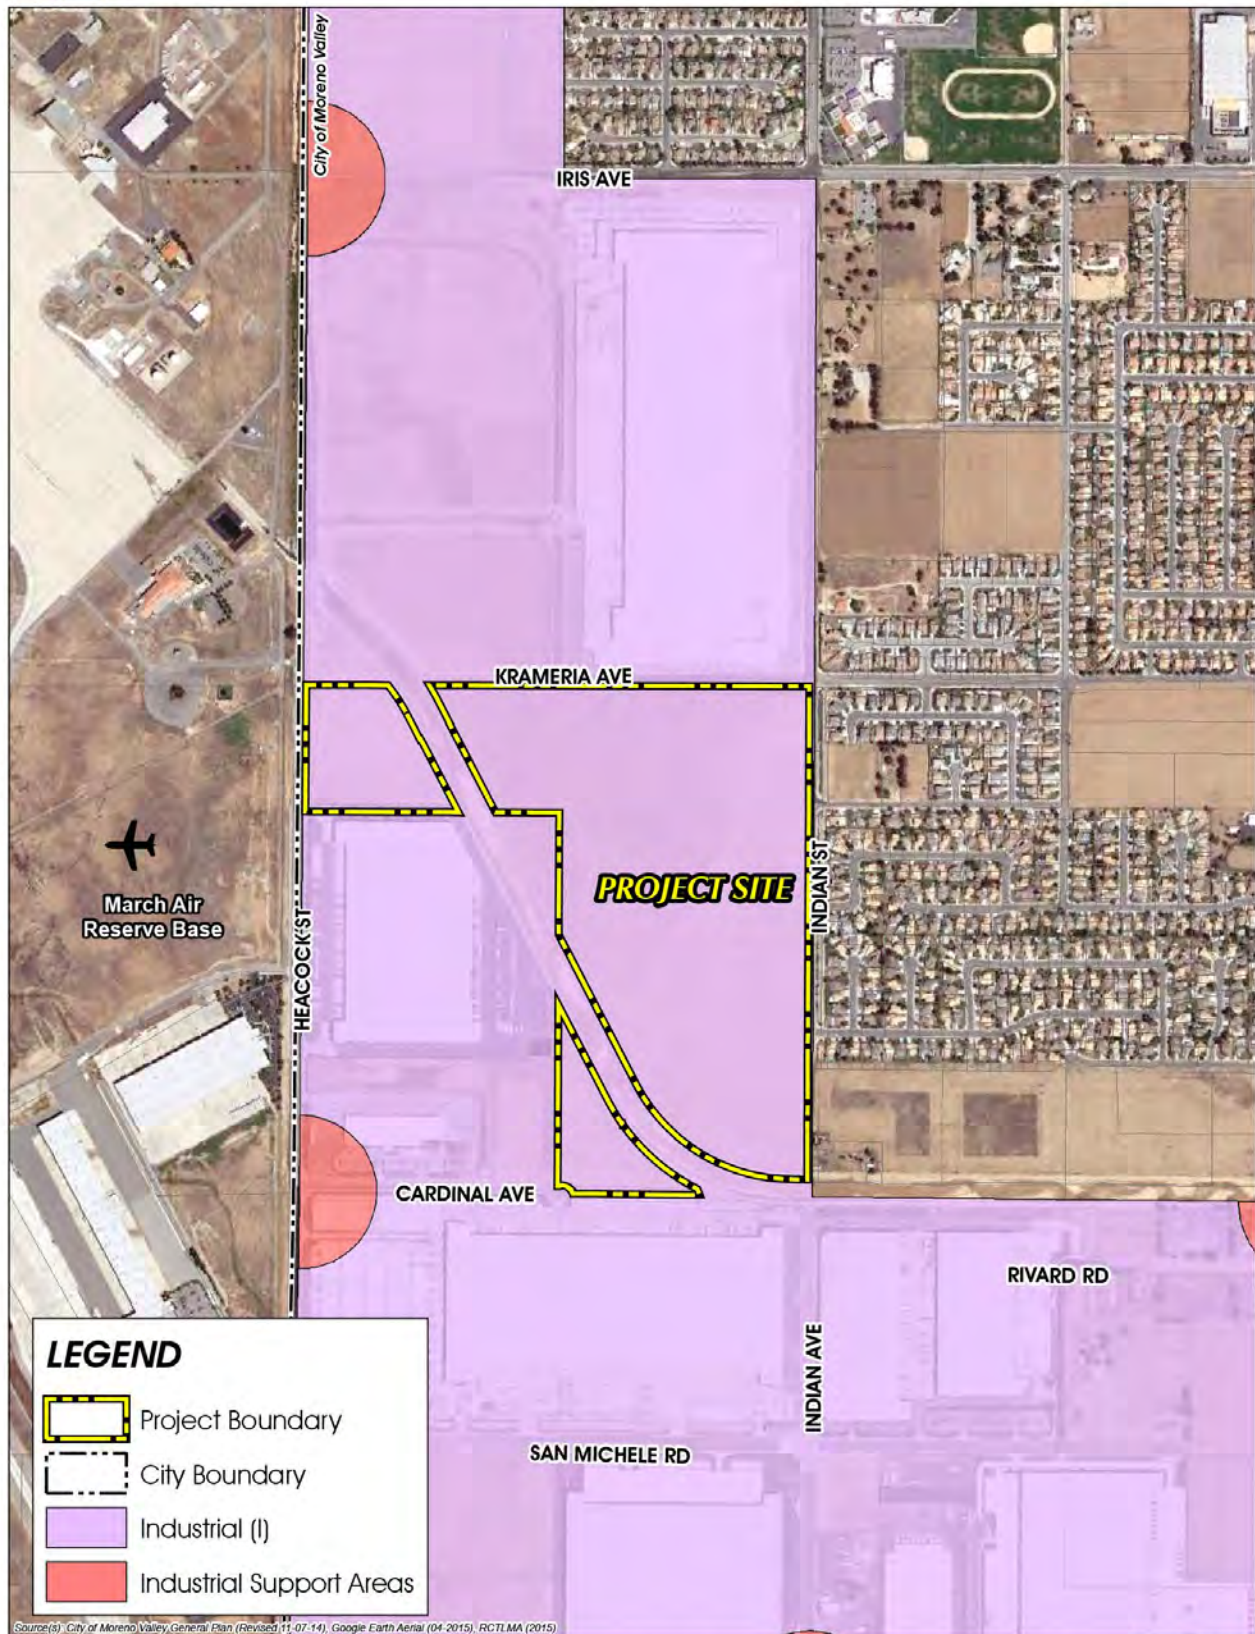 City of Moreno Valley
IRIS AVE
KRAMERIA AVE
PROJECT SITE
INDIAN ST
March Air
Reserve Base
HEACOCK ST
CARDINAL AVE
RIVARD RD
INDIAN AVE
SAN MICHELE RD
LEGEND
Project Boundary
City Boundary
Industrial (I)
Industrial Support Areas
Source(s): City of Moreno Valley General Plan (Revised 11-07-14), Google Earth Aerial (04-2015), RCTLMA (2015)